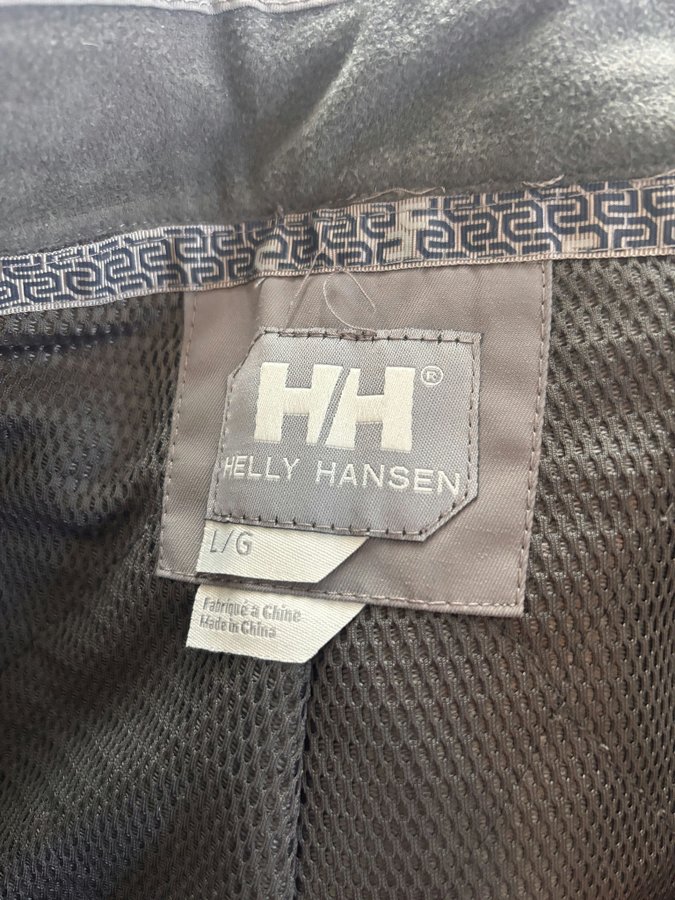 H/H®
HELLY HANSEN
L/G
Fabriqué a Chine
Made in China